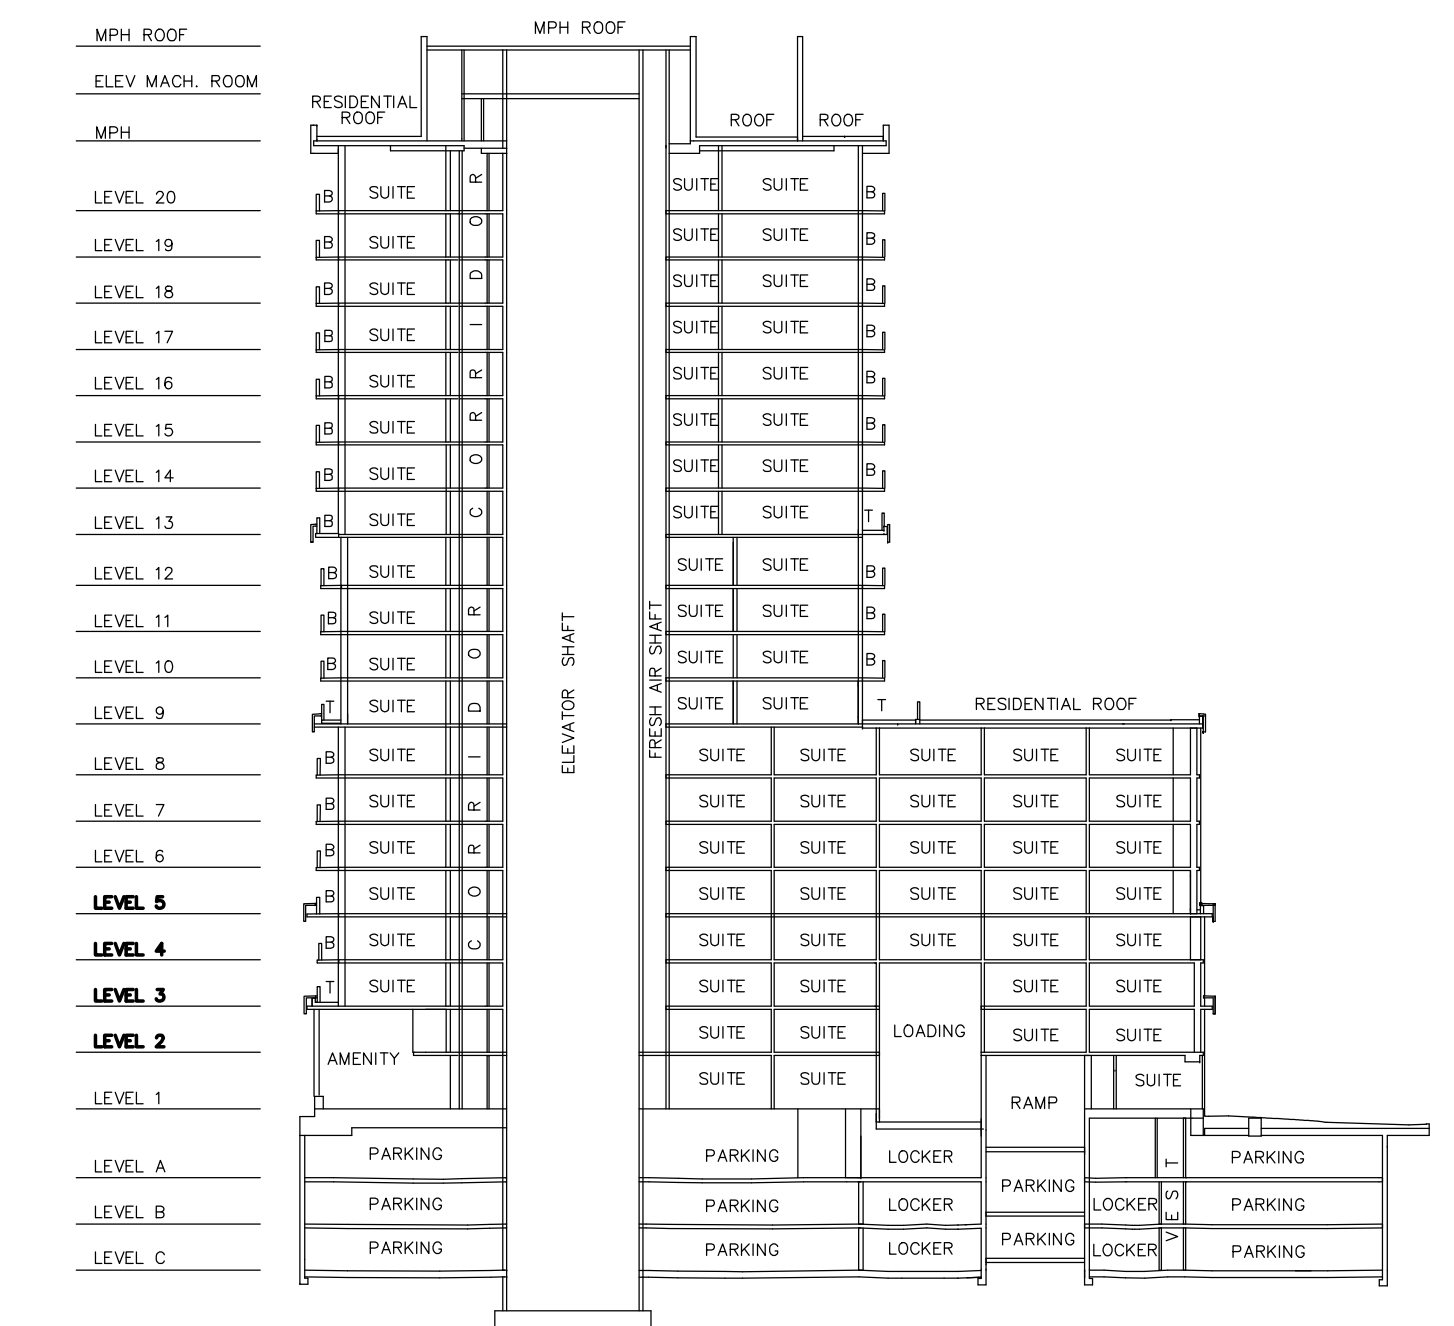 MPH ROOF
MPH ROOF
ELEV MACH. ROOM
RESIDENTIAL
ROOF
ROOF ROOF
MPH
LEVEL 20 B SUITE SUITE SUITE B
LEVEL 19 B SUITE SUITE SUITE B
LEVEL 18 B SUITE SUITE SUITE B
LEVEL 17 B SUITE SUITE SUITE B
LEVEL 16 B SUITE SUITE SUITE B
LEVEL 15 B SUITE SUITE SUITE B
LEVEL 14 B SUITE SUITE SUITE B
LEVEL 13 B SUITE SUITE SUITE T
CORRIDOR
LEVEL 12 B SUITE SUITE SUITE B
LEVEL 11 B SUITE SUITE SUITE B
LEVEL 10 B SUITE SUITE SUITE B
LEVEL 9 T SUITE SUITE SUITE T RESIDENTIAL ROOF
ELEVATOR SHAFT
FRESH AIR SHAFT
LEVEL 8 B SUITE SUITE SUITE SUITE SUITE SUITE
LEVEL 7 B SUITE SUITE SUITE SUITE SUITE SUITE
LEVEL 6 B SUITE SUITE SUITE SUITE SUITE SUITE
LEVEL 5 B SUITE SUITE SUITE SUITE SUITE SUITE
LEVEL 4 B SUITE SUITE SUITE SUITE SUITE SUITE
CORRIDOR
LEVEL 3 T SUITE SUITE SUITE SUITE SUITE
LEVEL 2 SUITE SUITE LOADING SUITE SUITE
AMENITY
LEVEL 1 SUITE SUITE RAMP SUITE
LEVEL A PARKING PARKING LOCKER PARKING
PARKING
LEVEL B PARKING PARKING LOCKER LOCKER PARKING
VEST
LEVEL C PARKING PARKING LOCKER PARKING LOCKER PARKING